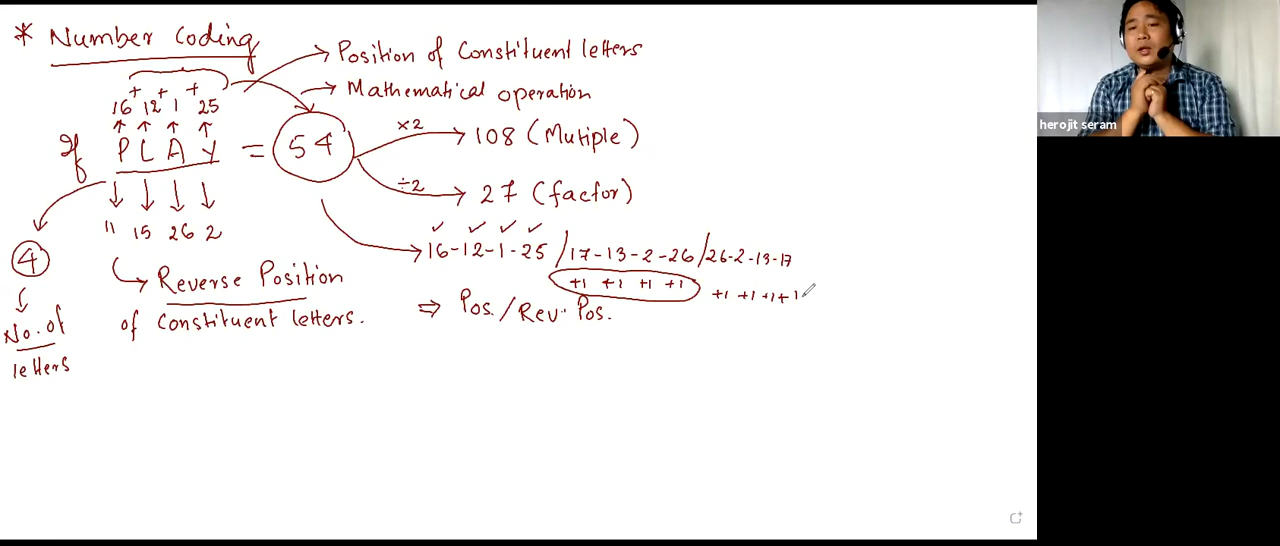 * Number Coding
→ Position of Constituent letters
→ Mathematical operation
+ + +
16 12 1 25
If PLAY = 54
×2 → 108 (Mutiple)
÷2 → 27 (factor)
11 15 26 2
→ 16-12-1-25 / 17-13-2-26 / 26-2-13-17
+1 +1 +1 +1
+1 +1 +1 +1
4
No. of
letters
→ Reverse Position
of Constituent letters.
⇒ Pos. / Rev. Pos.
herojit seram